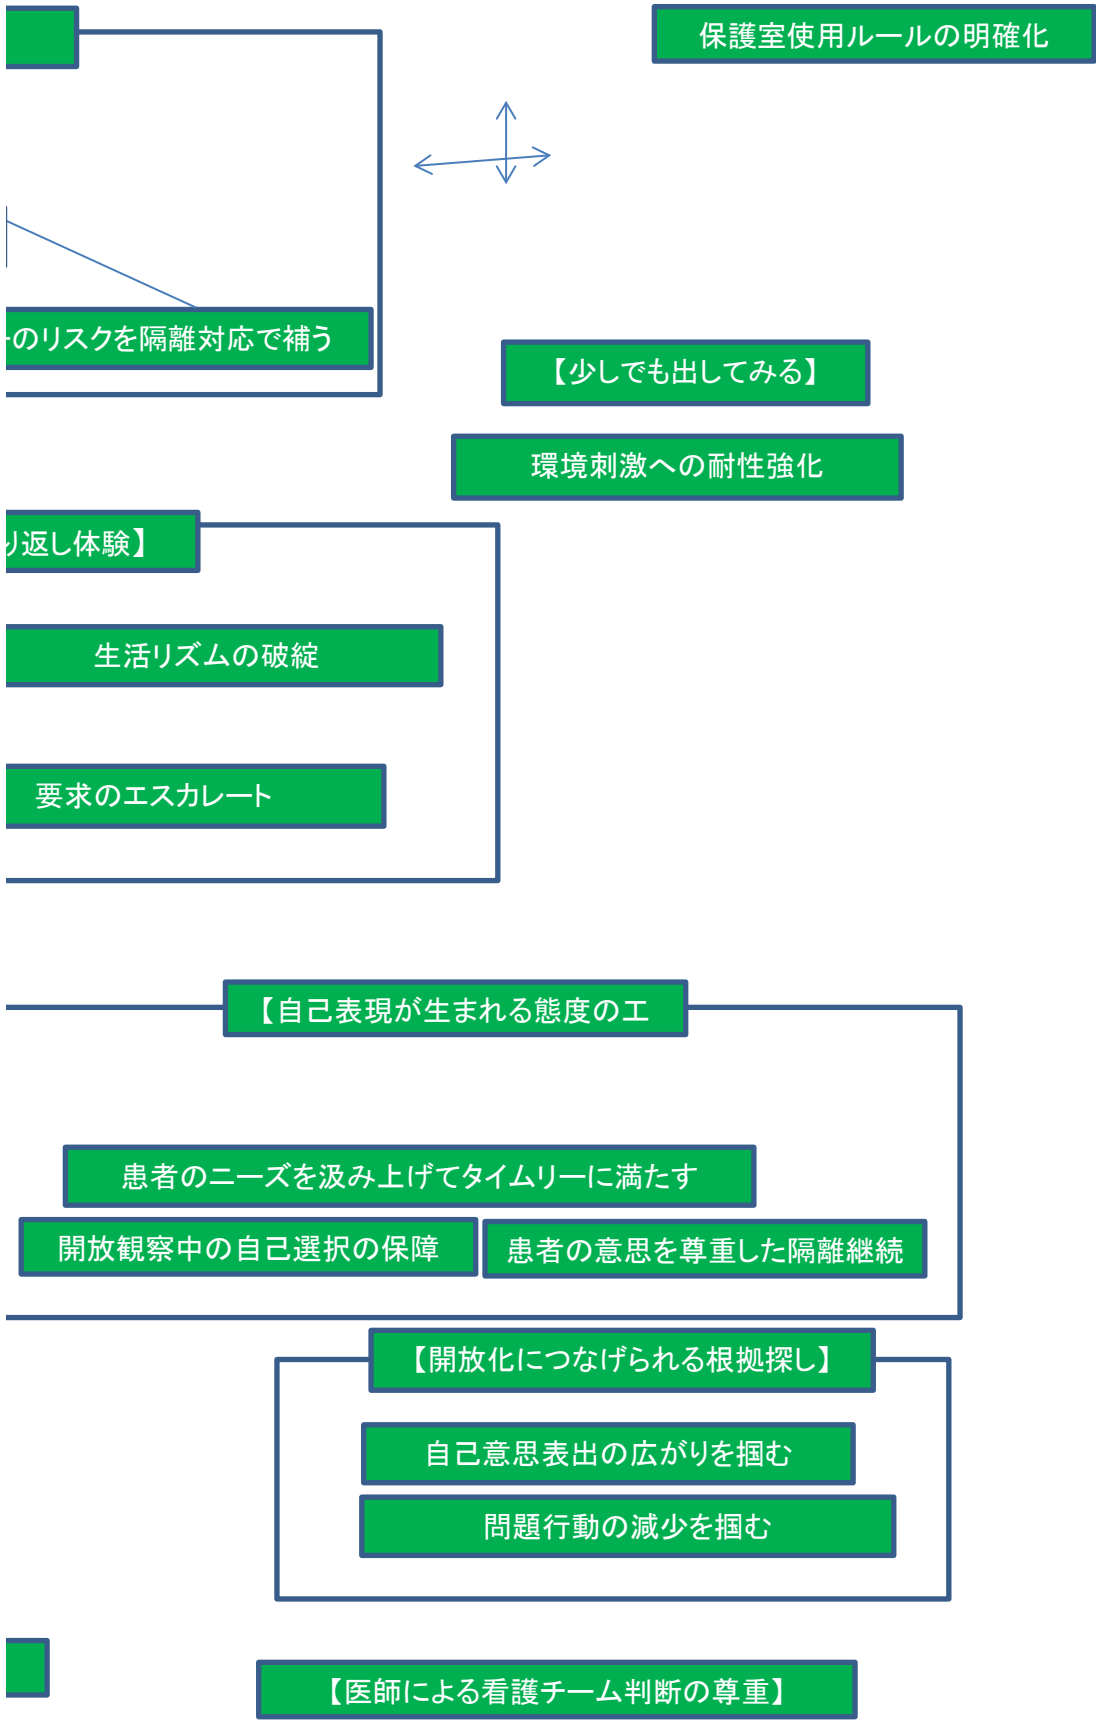 保護室使用ルールの明確化
のリスクを隔離対応で補う
【少しでも出してみる】
環境刺激への耐性強化
り返し体験】
生活リズムの破綻
要求のエスカレート
【自己表現が生まれる態度の工
患者のニーズを汲み上げてタイムリーに満たす
開放観察中の自己選択の保障
患者の意思を尊重した隔離継続
【開放化につなげられる根拠探し】
自己意思表出の広がりを掴む
問題行動の減少を掴む
【医師による看護チーム判断の尊重】